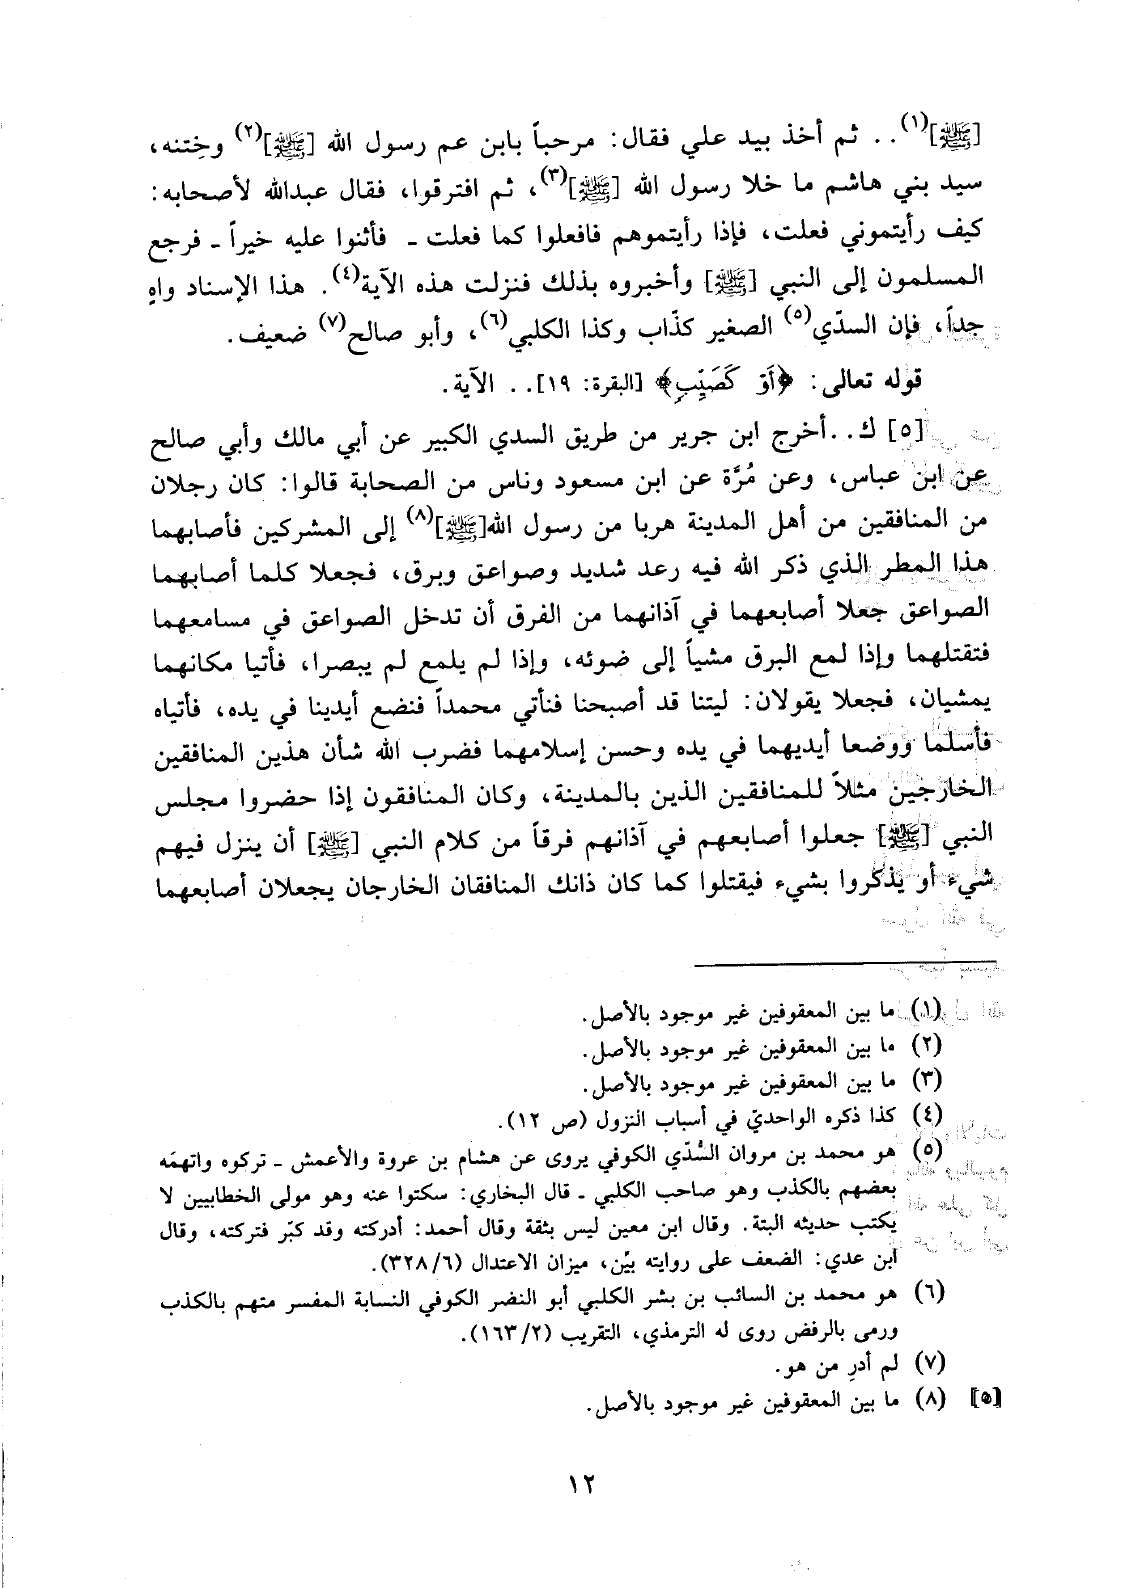 [ﷺ](١).. ثم أخذ بيد علي فقال: مرحباً بابن عم رسول الله [ﷺ](٢) وخِتنه،
سيد بني هاشم ما خلا رسول الله [ﷺ](٣)، ثم افترقوا، فقال عبدالله لأصحابه:
كيف رأيتموني فعلت، فإذا رأيتموهم فافعلوا كما فعلت ـ فأثنوا عليه خيراً ـ فرجع
المسلمون إلى النبي [ﷺ] وأخبروه بذلك فنزلت هذه الآية(٤). هذا الإسناد واهٍ
جداً، فإن السدّي(٥) الصغير كذّاب وكذا الكلبي(٦)، وأبو صالح(٧) ضعيف.
قوله تعالى: ﴿أَوْ كَصَيِّبٍ﴾ [البقرة: ١٩].. الآية.
[٥] ك..أخرج ابن جرير من طريق السدي الكبير عن أبي مالك وأبي صالح
عن ابن عباس، وعن مُرَّة عن ابن مسعود وناس من الصحابة قالوا: كان رجلان
من المنافقين من أهل المدينة هربا من رسول الله[ﷺ](٨) إلى المشركين فأصابهما
هذا المطر الذي ذكر الله فيه رعد شديد وصواعق وبرق، فجعلا كلما أصابهما
الصواعق جعلا أصابعهما في آذانهما من الفرق أن تدخل الصواعق في مسامعهما
فتقتلهما وإذا لمع البرق مشياً إلى ضوئه، وإذا لم يلمع لم يبصرا، فأتيا مكانهما
يمشيان، فجعلا يقولان: ليتنا قد أصبحنا فنأتي محمداً فنضع أيدينا في يده، فأتياه
فأسلما ووضعا أيديهما في يده وحسن إسلامهما فضرب الله شأن هذين المنافقين
الخارجين مثلاً للمنافقين الذين بالمدينة، وكان المنافقون إذا حضروا مجلس
النبي [ﷺ] جعلوا أصابعهم في آذانهم فرقاً من كلام النبي [ﷺ] أن ينزل فيهم
شيء أو يذكروا بشيء فيقتلوا كما كان ذانك المنافقان الخارجان يجعلان أصابعهما
(١) ما بين المعقوفين غير موجود بالأصل.
(٢) ما بين المعقوفين غير موجود بالأصل.
(٣) ما بين المعقوفين غير موجود بالأصل.
(٤) كذا ذكره الواحديّ في أسباب النزول (ص ١٢).
(٥) هو محمد بن مروان السُّدّي الكوفي يروى عن هشام بن عروة والأعمش ـ تركوه واتهمَه
بعضهم بالكذب وهو صاحب الكلبي ـ قال البخاري: سكتوا عنه وهو مولى الخطابيين لا
يكتب حديثه البتة. وقال ابن معين ليس بثقة وقال أحمد: أدركته وقد كبّر فتركته، وقال
ابن عدي: الضعف على روايته بيّن، ميزان الاعتدال (٣٢٨/٦).
(٦) هو محمد بن السائب بن بشر الكلبي أبو النضر الكوفي النسابة المفسر متهم بالكذب
ورمى بالرفض روى له الترمذي، التقريب (١٦٣/٢).
(٧) لم أدرِ من هو.
[٥] (٨) ما بين المعقوفين غير موجود بالأصل.
١٢